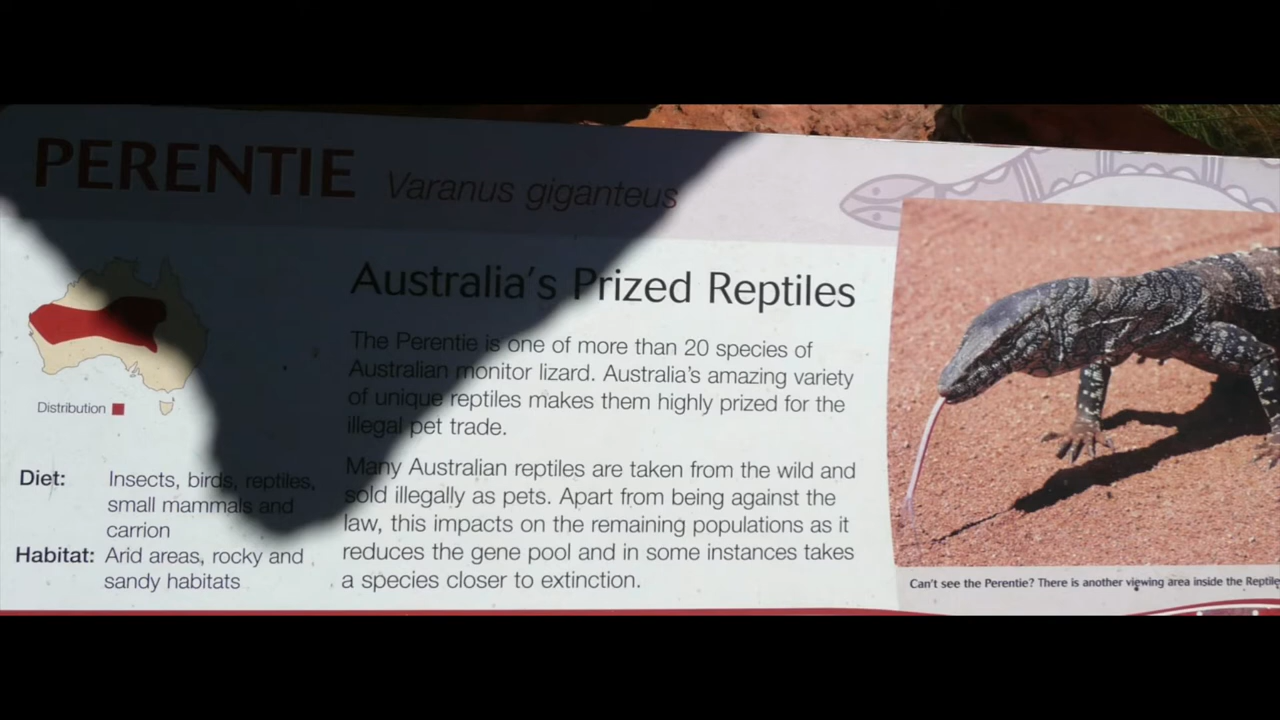 PERENTIE Varanus giganteus
Distribution
Diet: Insects, birds, reptiles,
small mammals and
carrion
Habitat: Arid areas, rocky and
sandy habitats
Australia's Prized Reptiles
The Perentie is one of more than 20 species of
Australian monitor lizard. Australia's amazing variety
of unique reptiles makes them highly prized for the
illegal pet trade.
Many Australian reptiles are taken from the wild and
sold illegally as pets. Apart from being against the
law, this impacts on the remaining populations as it
reduces the gene pool and in some instances takes
a species closer to extinction.
Can't see the Perentie? There is another viewing area inside the Reptile